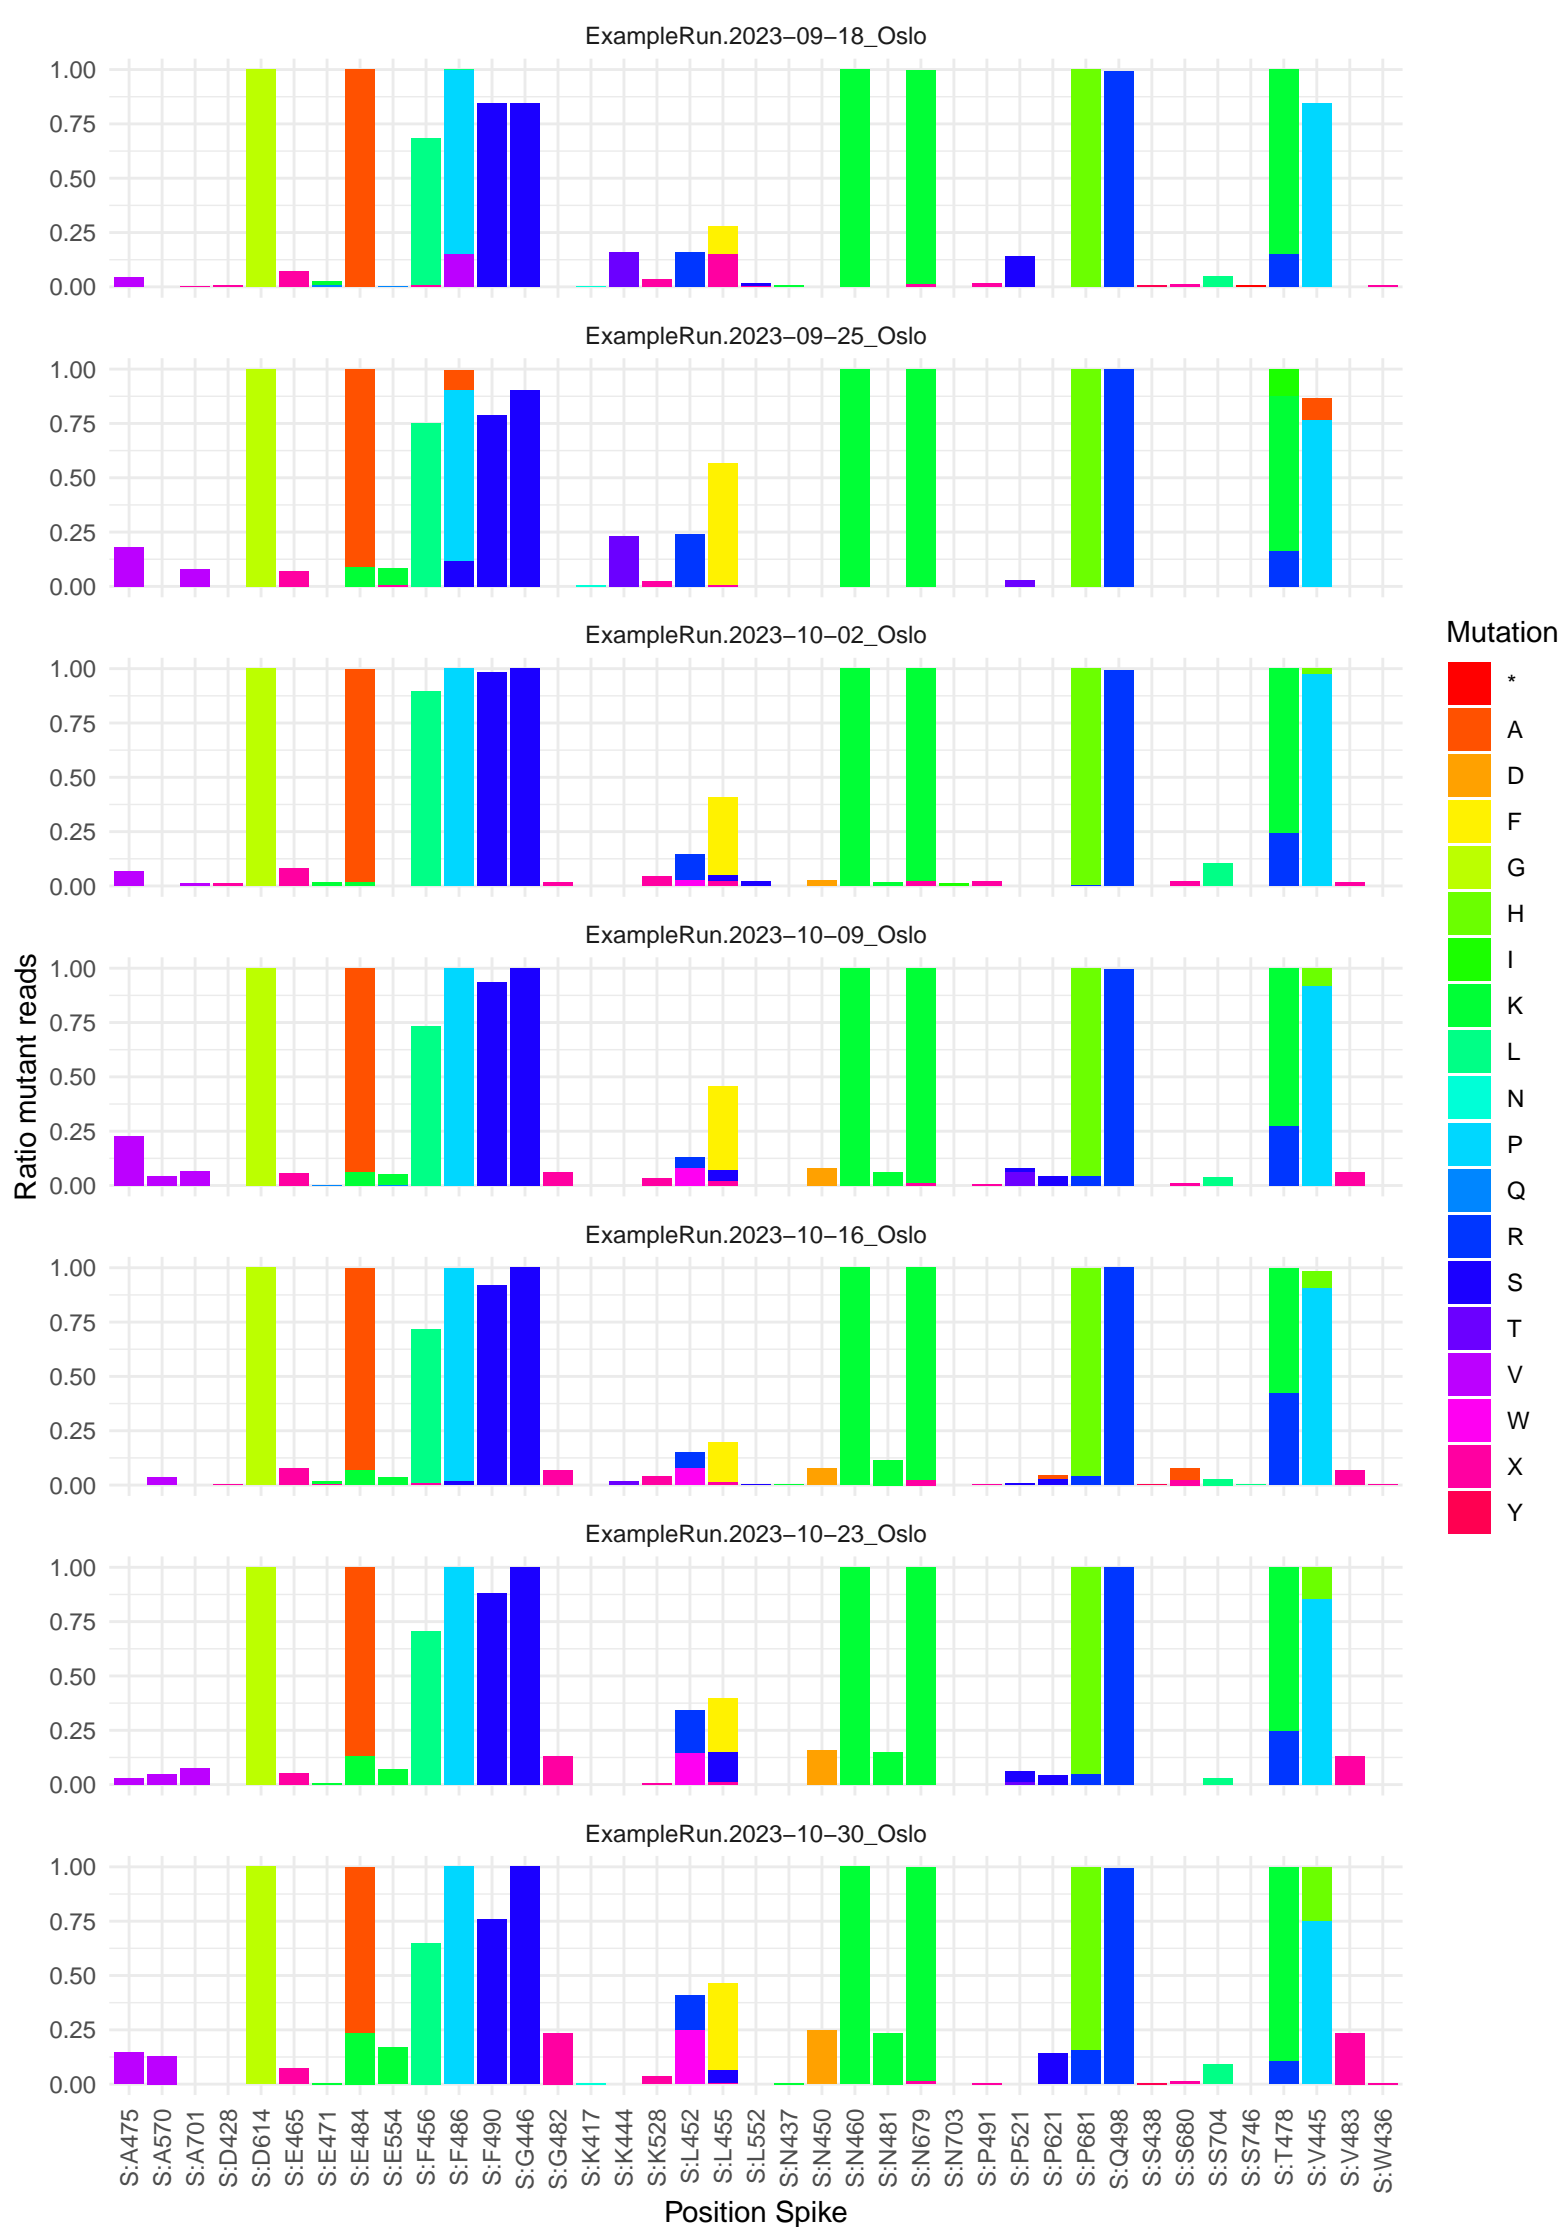 ExampleRun.2023−09−18_Oslo
1.00
0.75
0.50
0.25
0.00
ExampleRun.2023−09−25_Oslo
1.00
0.75
0.50
0.25
0.00
ExampleRun.2023−10−02_Oslo
1.00
0.75
0.50
0.25
0.00
ExampleRun.2023−10−09_Oslo
1.00
0.75
0.50
0.25
0.00
ExampleRun.2023−10−16_Oslo
1.00
0.75
0.50
0.25
0.00
ExampleRun.2023−10−23_Oslo
1.00
0.75
0.50
0.25
0.00
ExampleRun.2023−10−30_Oslo
1.00
0.75
0.50
0.25
0.00
Ratio mutant reads
S:A475
S:A570
S:A701
S:D428
S:D614
S:E465
S:E471
S:E484
S:E554
S:F456
S:F486
S:F490
S:G446
S:G482
S:K417
S:K444
S:K528
S:L452
S:L455
S:L552
S:N437
S:N450
S:N460
S:N481
S:N679
S:N703
S:P491
S:P521
S:P621
S:P681
S:Q498
S:S438
S:S680
S:S704
S:S746
S:T478
S:V445
S:V483
S:W436
Position Spike
Mutation
*
A
D
F
G
H
I
K
L
N
P
Q
R
S
T
V
W
X
Y